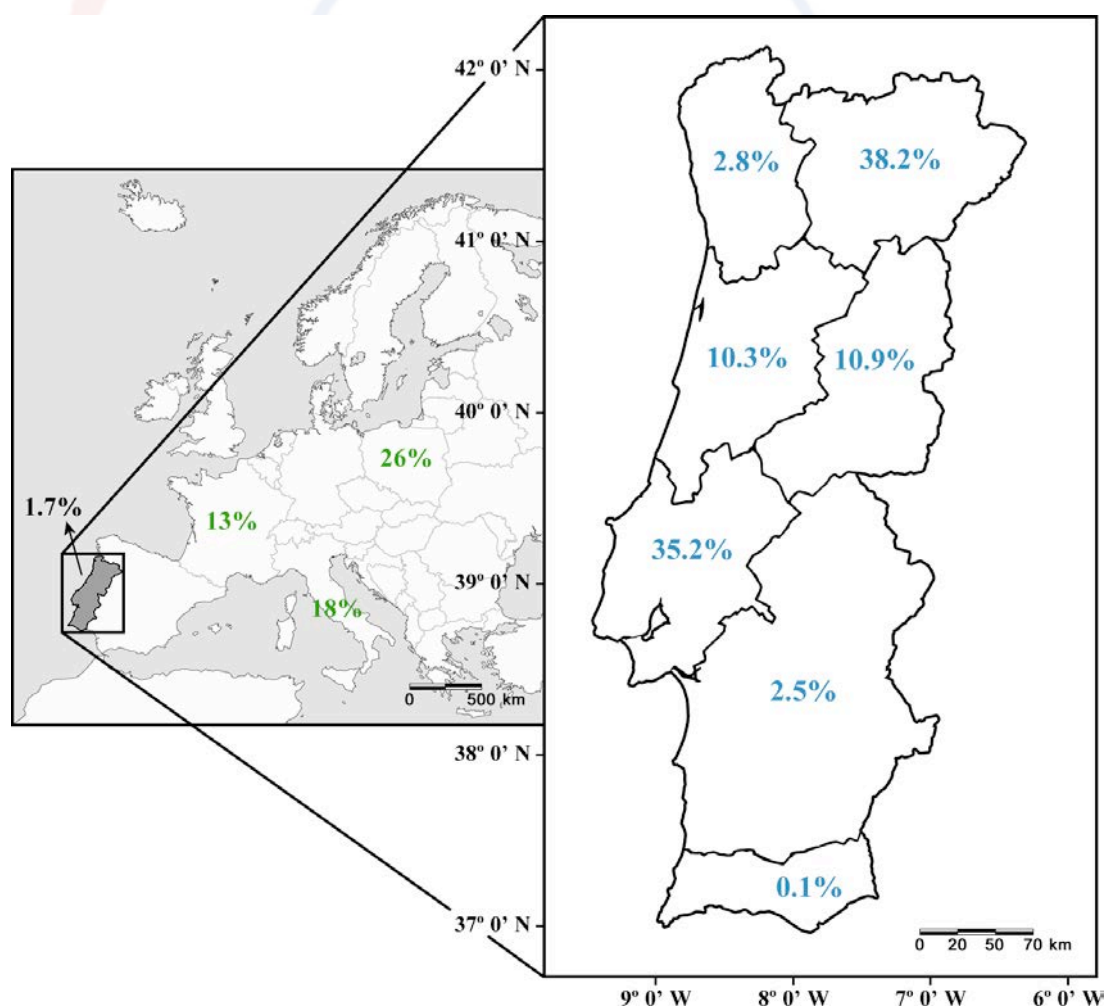 42º 0' N
41º 0' N
40º 0' N
39º 0' N
38º 0' N
37º 0' N
1.7%
13%
26%
18%
0 500 km
2.8%
38.2%
10.3%
10.9%
35.2%
2.5%
0.1%
0 20 50 70 km
9º 0' W 8º 0' W 7º 0' W 6º 0' W